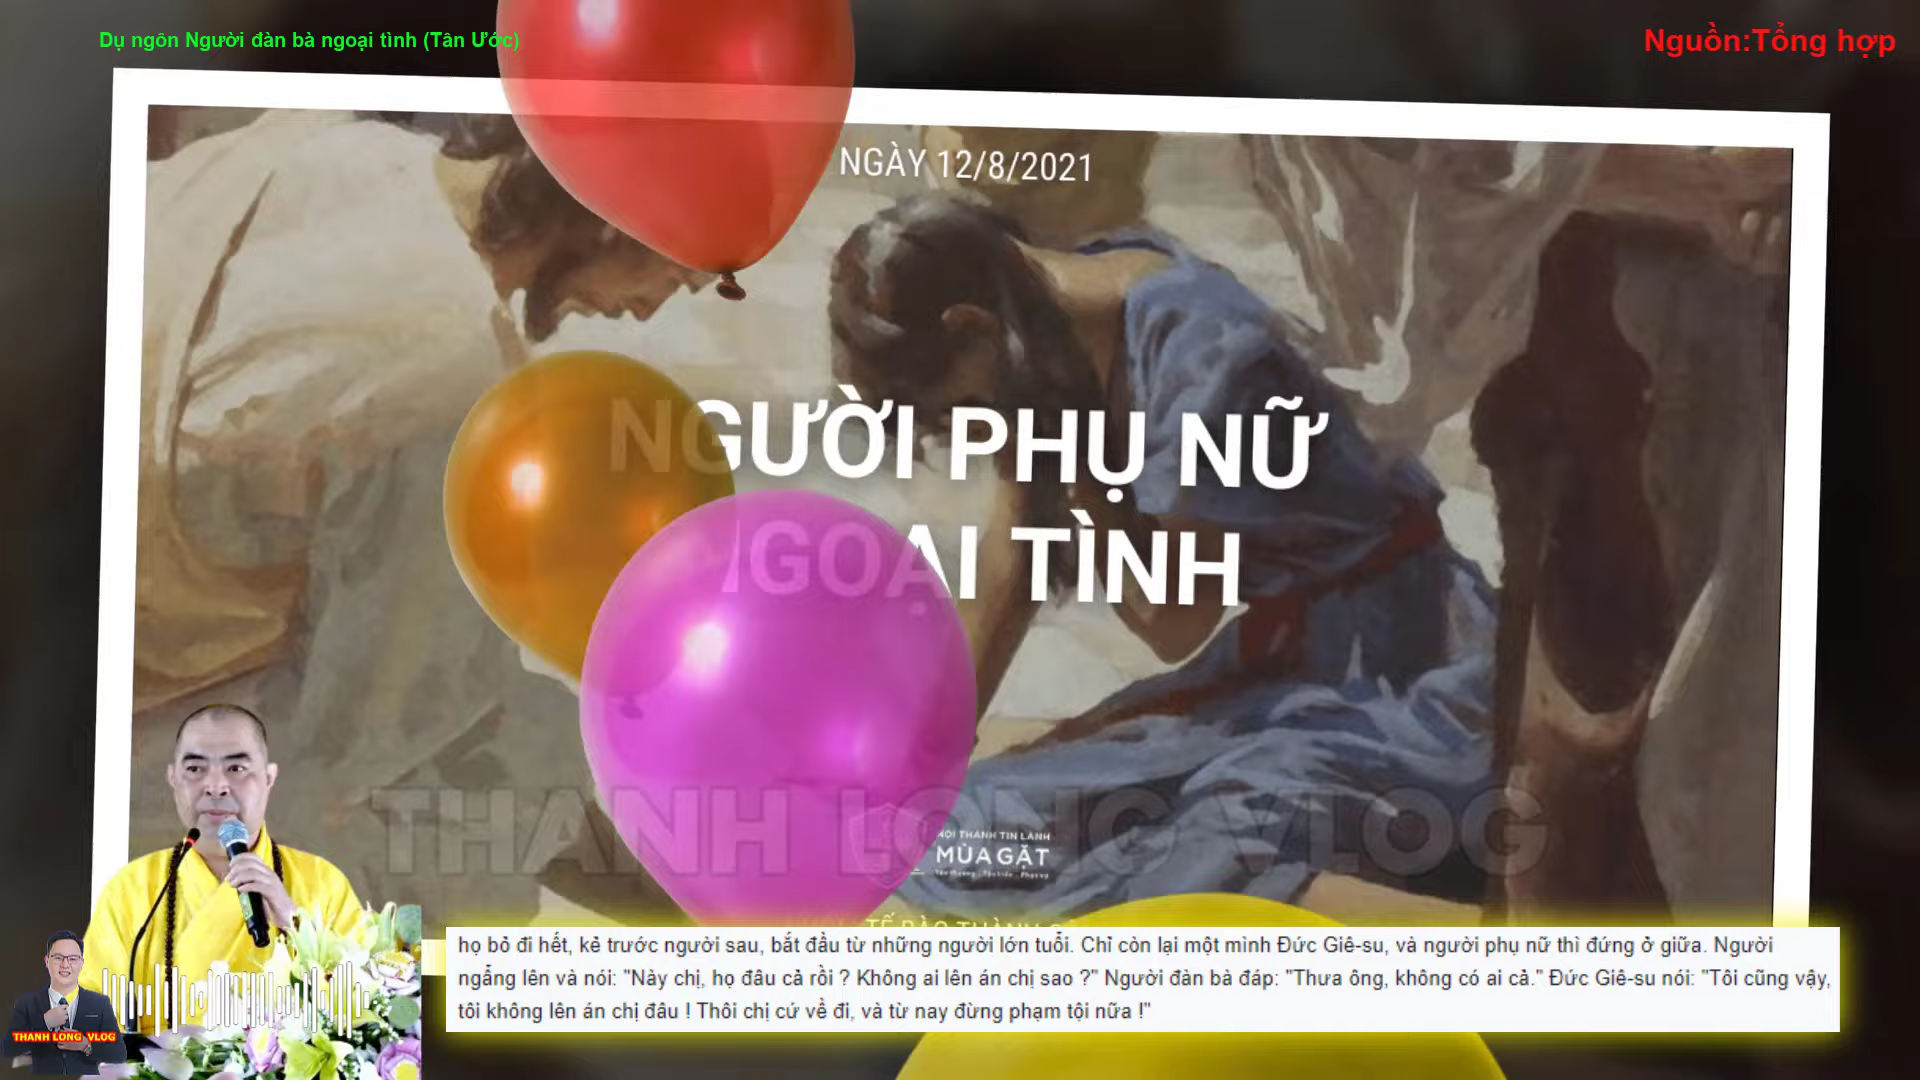 Dụ ngôn Người đàn bà ngoại tình (Tân Ước)
Nguồn:Tổng hợp
NGÀY 12/8/2021
NGƯỜI PHỤ NỮ
NGOẠI TÌNH
THANH LONG VLOG
HỘI THÁNH TIN LÀNH
MÙA GẶT
họ bỏ đi hết, kẻ trước người sau, bắt đầu từ những người lớn tuổi. Chỉ còn lại một mình Đức Giê-su, và người phụ nữ thì đứng ở giữa. Người
ngẩng lên và nói: "Này chị, họ đâu cả rồi ? Không ai lên án chị sao ?" Người đàn bà đáp: "Thưa ông, không có ai cả." Đức Giê-su nói: "Tôi cũng vậy,
tôi không lên án chị đâu ! Thôi chị cứ về đi, và từ nay đừng phạm tội nữa !"
THANH LONG VLOG